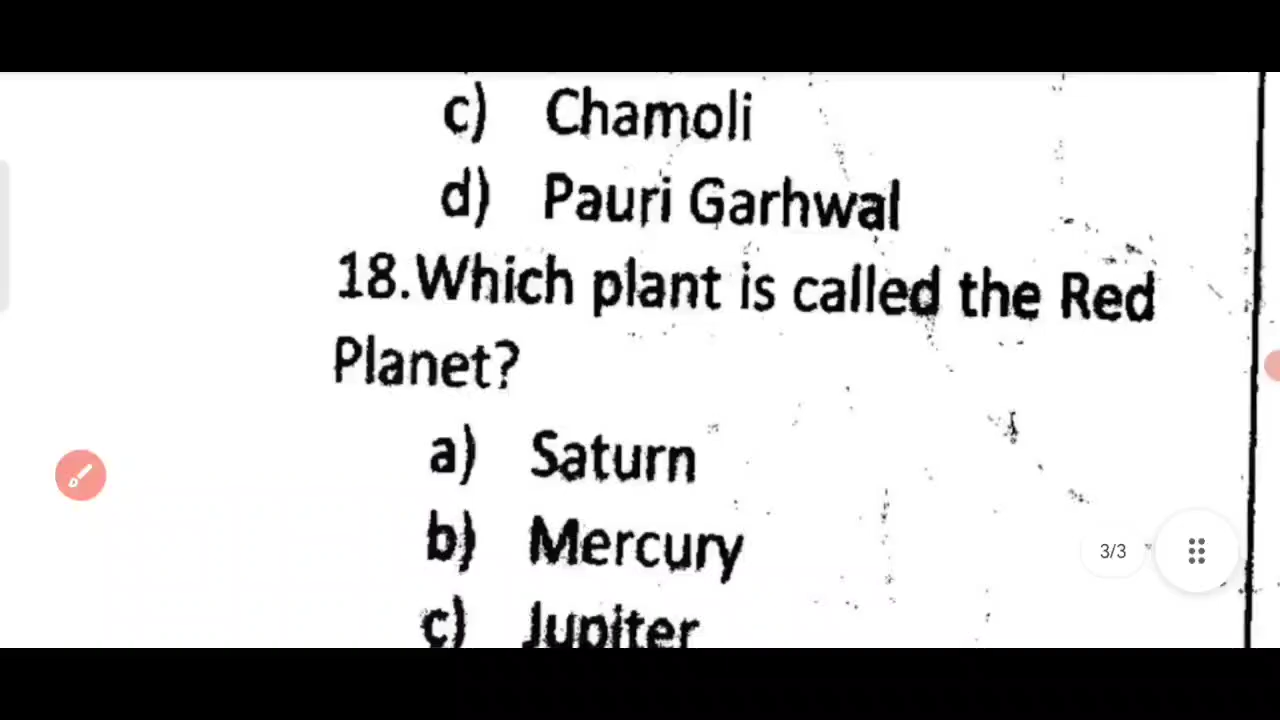 c) Chamoli
d) Pauri Garhwal
18.Which plant is called the Red
Planet?
a) Saturn
b) Mercury
3/3
c) Jupiter